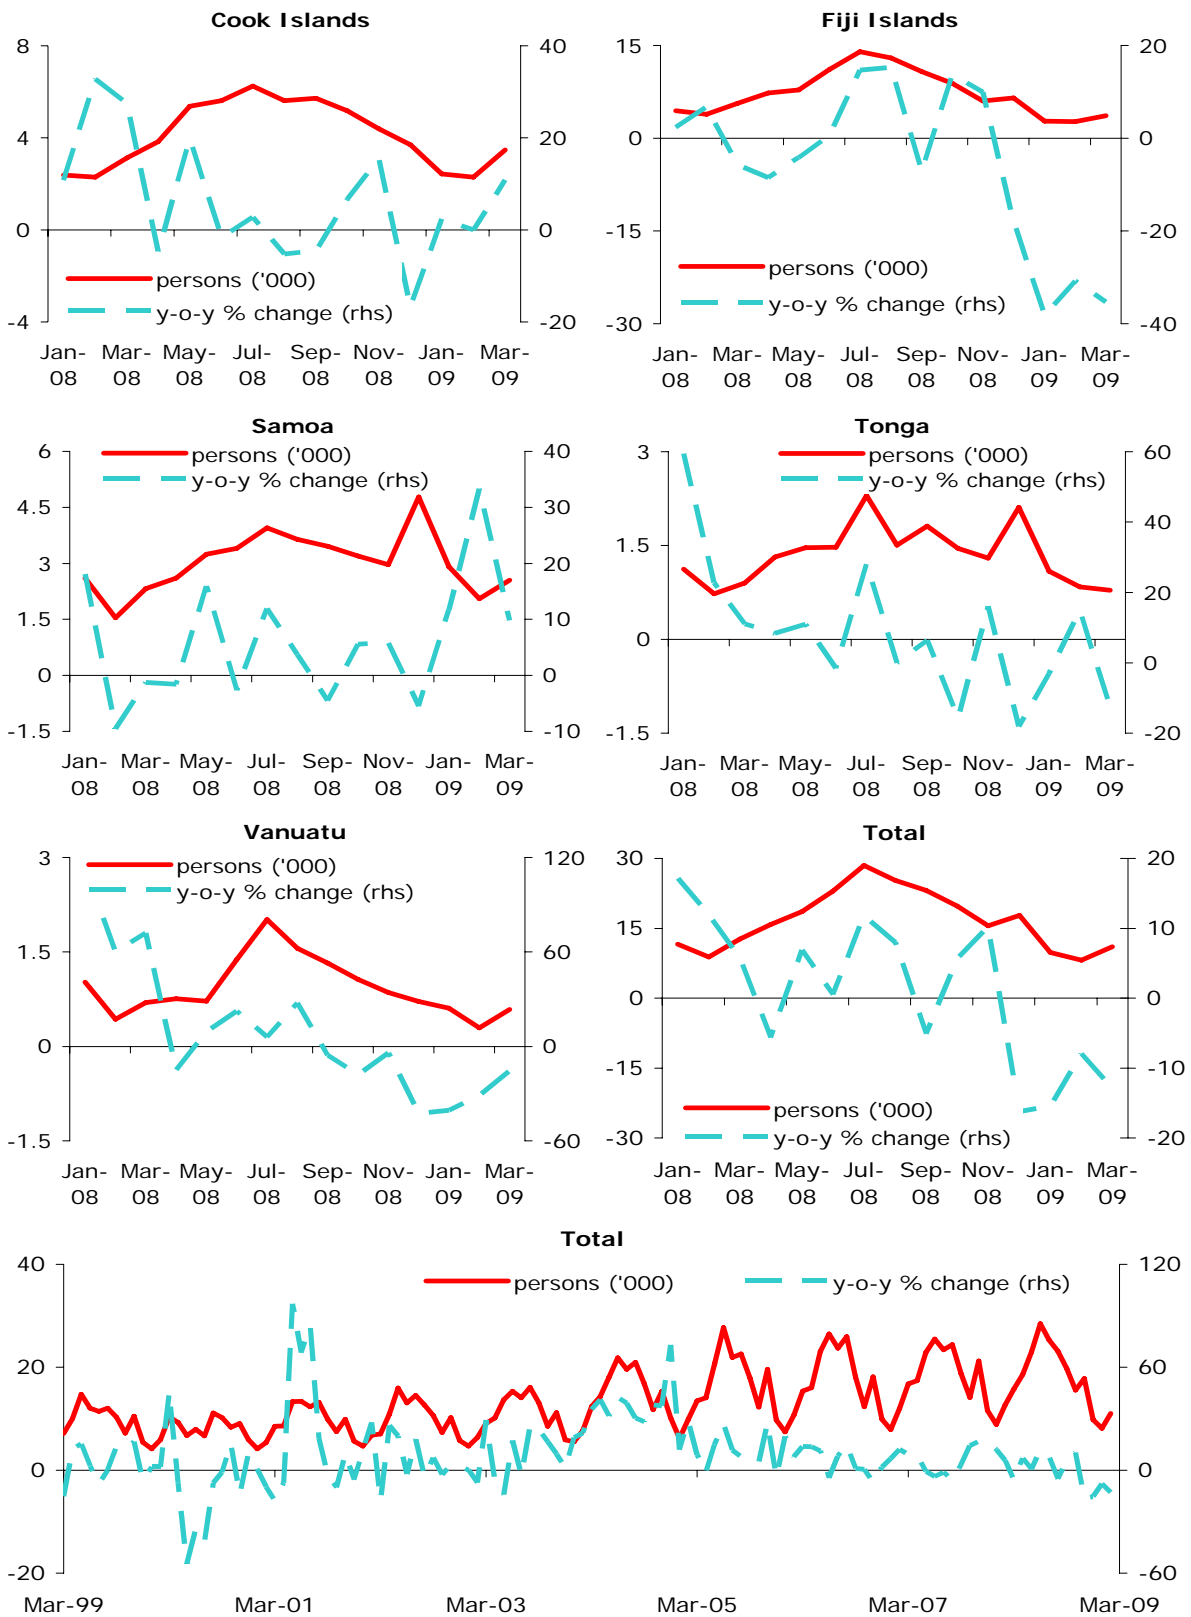 Cook Islands
8
4
0
-4
40
20
0
-20
persons ('000)
y-o-y % change (rhs)
Jan-08 Mar-08 May-08 Jul-08 Sep-08 Nov-08 Jan-09 Mar-09
Fiji Islands
15
0
-15
-30
20
0
-20
-40
persons ('000)
y-o-y % change (rhs)
Jan-08 Mar-08 May-08 Jul-08 Sep-08 Nov-08 Jan-09 Mar-09
Samoa
6
4.5
3
1.5
0
-1.5
40
30
20
10
0
-10
persons ('000)
y-o-y % change (rhs)
Jan-08 Mar-08 May-08 Jul-08 Sep-08 Nov-08 Jan-09 Mar-09
Tonga
3
1.5
0
-1.5
60
40
20
0
-20
persons ('000)
y-o-y % change (rhs)
Jan-08 Mar-08 May-08 Jul-08 Sep-08 Nov-08 Jan-09 Mar-09
Vanuatu
3
1.5
0
-1.5
120
60
0
-60
persons ('000)
y-o-y % change (rhs)
Jan-08 Mar-08 May-08 Jul-08 Sep-08 Nov-08 Jan-09 Mar-09
Total
30
15
0
-15
-30
20
10
0
-10
-20
persons ('000)
y-o-y % change (rhs)
Jan-08 Mar-08 May-08 Jul-08 Sep-08 Nov-08 Jan-09 Mar-09
Total
40
20
0
-20
120
60
0
-60
persons ('000)
y-o-y % change (rhs)
Mar-99 Mar-01 Mar-03 Mar-05 Mar-07 Mar-09